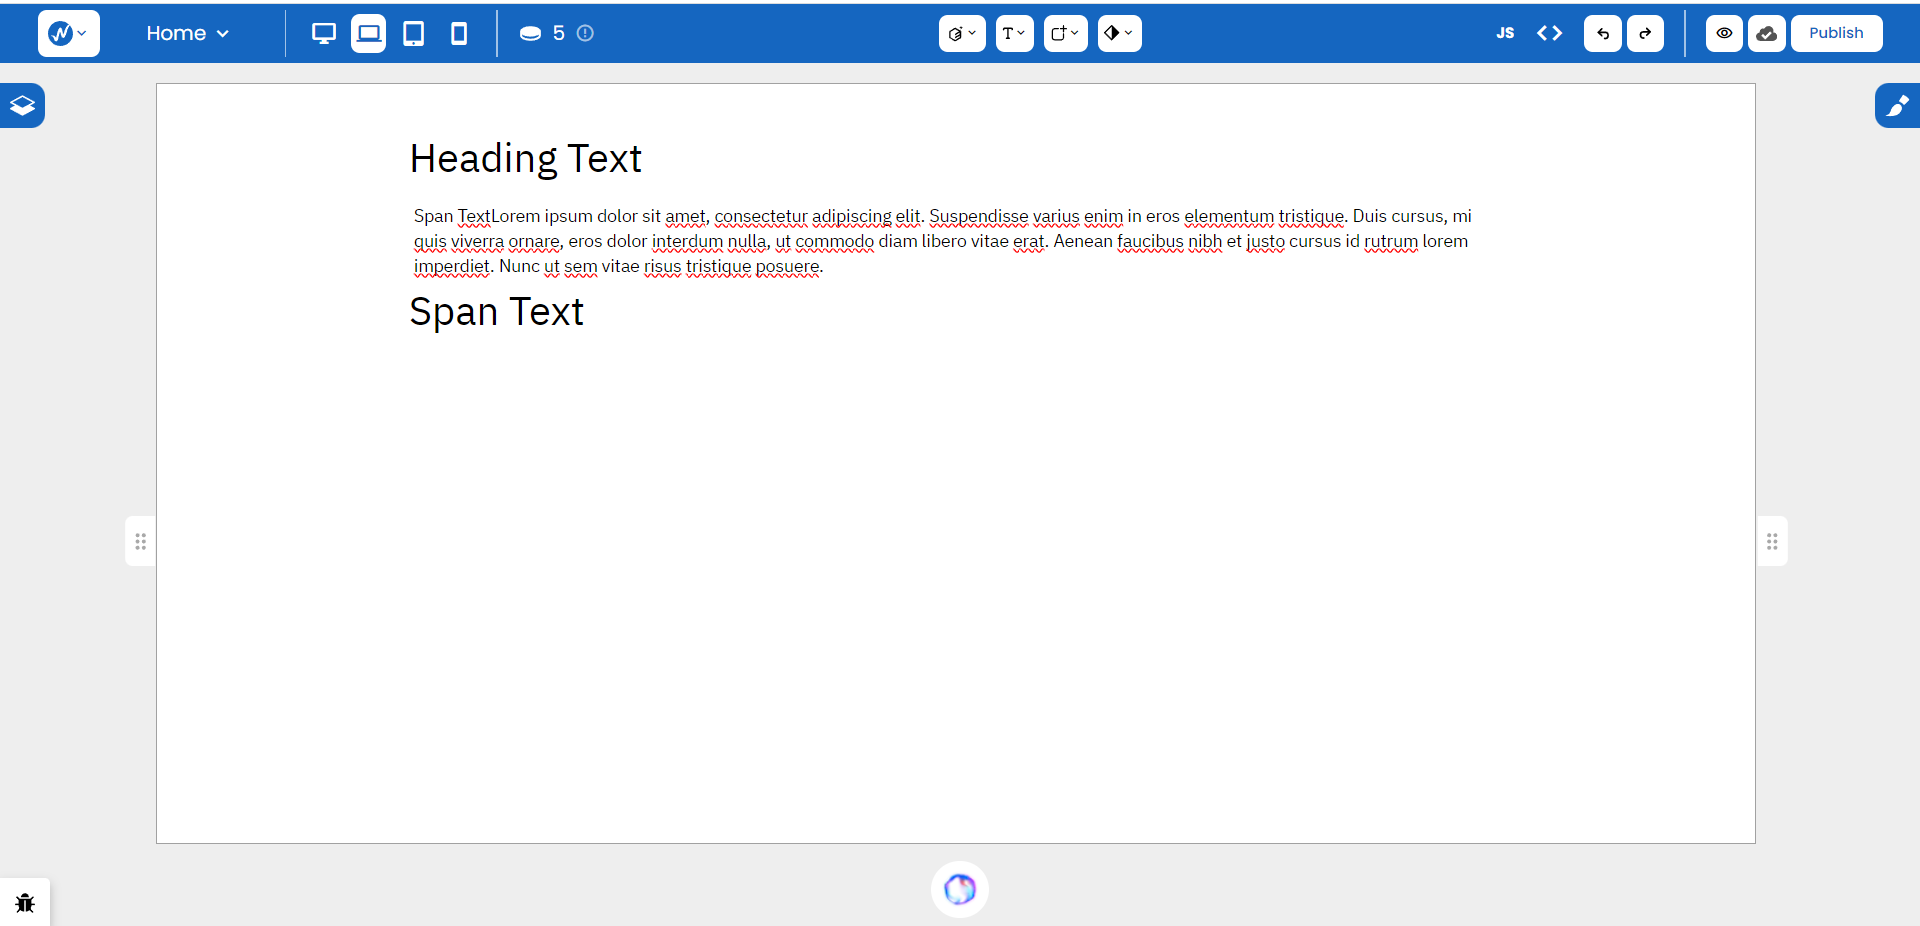 Home
5
T
JS
Publish
Heading Text
Span TextLorem ipsum dolor sit amet, consectetur adipiscing elit. Suspendisse varius enim in eros elementum tristique. Duis cursus, mi
quis viverra ornare, eros dolor interdum nulla, ut commodo diam libero vitae erat. Aenean faucibus nibh et justo cursus id rutrum lorem
imperdiet. Nunc ut sem vitae risus tristique posuere.
Span Text